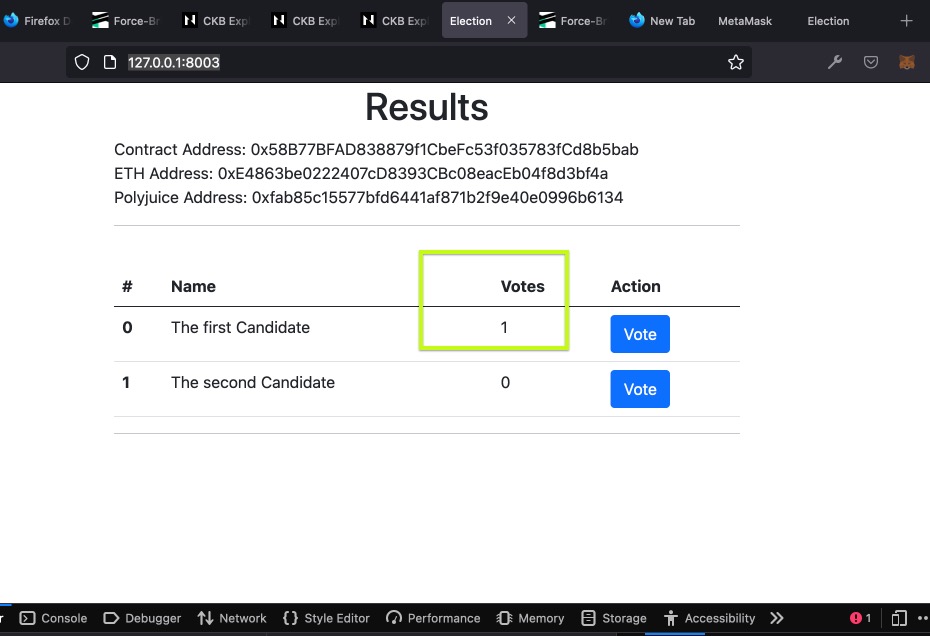 Firefox D Force-Br CKB Expl CKB Expl CKB Expl Election Force-Br New Tab MetaMask Election
127.0.0.1:8003
Results
Contract Address: 0x58B77BFAD838879f1CbeFc53f035783fCd8b5bab
ETH Address: 0xE4863be0222407cD8393CBc08eacEb04f8d3bf4a
Polyjuice Address: 0xfab85c15577bfd6441af871b2f9e40e0996b6134
# Name Votes Action
0 The first Candidate 1 Vote
1 The second Candidate 0 Vote
r Console Debugger Network Style Editor Performance Memory Storage Accessibility 1